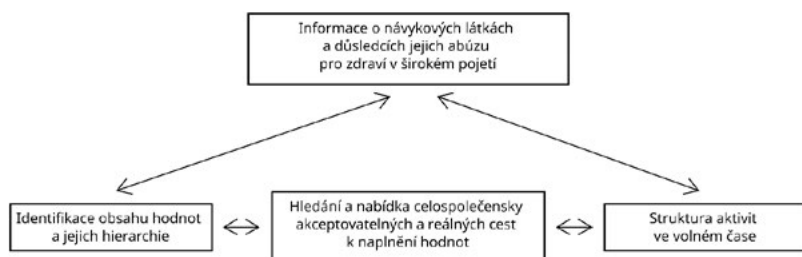 Informace o návykových látkách
a důsledcích jejich abúzu
pro zdraví v širokém pojetí
Identifikace obsahu hodnot
a jejich hierarchie
Hledání a nabídka celospolečensky
akceptovatelných a reálných cest
k naplnění hodnot
Struktura aktivit
ve volném čase